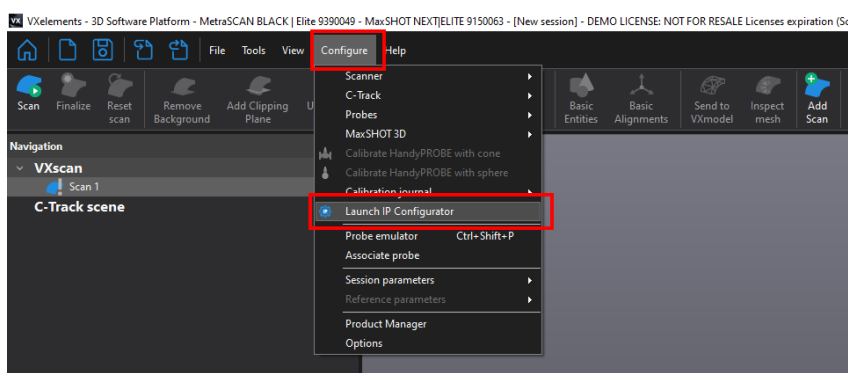 VXelements - 3D Software Platform - MetraSCAN BLACK | Elite 9390049 - MaxSHOT NEXT|ELITE 9150063 - [New session] - DEMO LICENSE: NOT FOR RESALE Licenses expiration (Sc
File Tools View Configure Help
Scan Finalize Reset scan Remove Background Add Clipping Plane U Basic Entities Basic Alignments Send to VXmodel Inspect mesh Add Scan
Navigation
VXscan
Scan 1
C-Track scene
Scanner
C-Track
Probes
MaxSHOT 3D
Calibrate HandyPROBE with cone
Calibrate HandyPROBE with sphere
Calibration journal
Launch IP Configurator
Probe emulator Ctrl+Shift+P
Associate probe
Session parameters
Reference parameters
Product Manager
Options